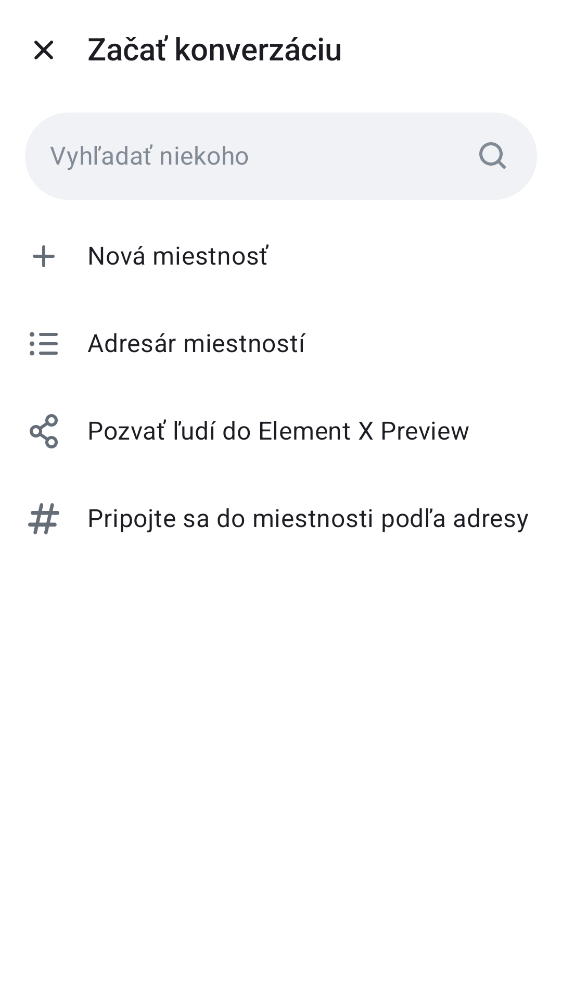 Začať konverzáciu
Vyhľadať niekoho
Nová miestnosť
Adresár miestností
Pozvať ľudí do Element X Preview
Pripojte sa do miestnosti podľa adresy